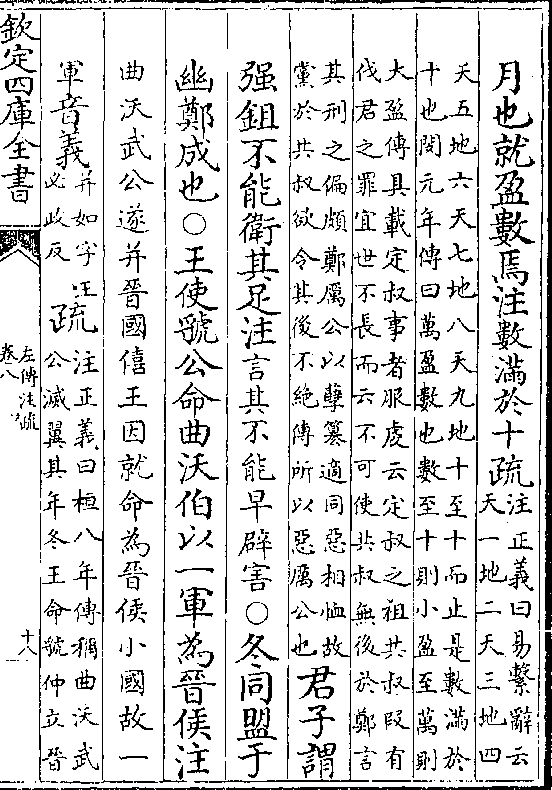 月也就盈數焉注數滿於十疏注正義曰易繫辭云
天一地二天三地四
天五地六天七地八天九地十至十而止是數滿於
十也閔元年傳曰萬盈數也數至十則小盈至萬則
大盈傳具載定叔事者服虔云定叔之祖共叔段有
伐君之罪宜世不長而云不可使共叔無後於鄭言
其刑之偏頗鄭厲公以孽篡適同惡相恤故
黨於共叔欲令其後不絕傳所以惡厲公也
君子謂
强鉏不能衛其足注言其不能早辟害○冬同盟于
幽鄭成也○王使虢公命曲沃伯以一軍為晉侯注
曲沃武公遂并晉國僖王因就命為晉侯小國故一
軍音義
并如字注
必政反
疏
注正義曰桓八年傳稱曲沃武
公滅翼其年冬王命虢仲立晉
欽定四庫全書
左傳注疏
卷八
十八